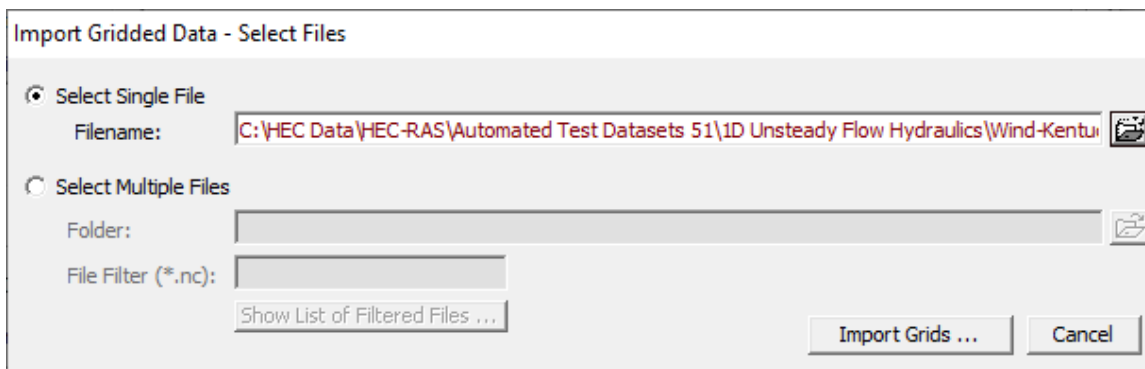 Import Gridded Data - Select Files
Select Single File
Filename: C:\HEC Data\HEC-RAS\Automated Test Datasets 51\1D Unsteady Flow Hydraulics\Wind-Kentu
Select Multiple Files
Folder:
File Filter (*.nc):
Show List of Filtered Files ...
Import Grids ... Cancel